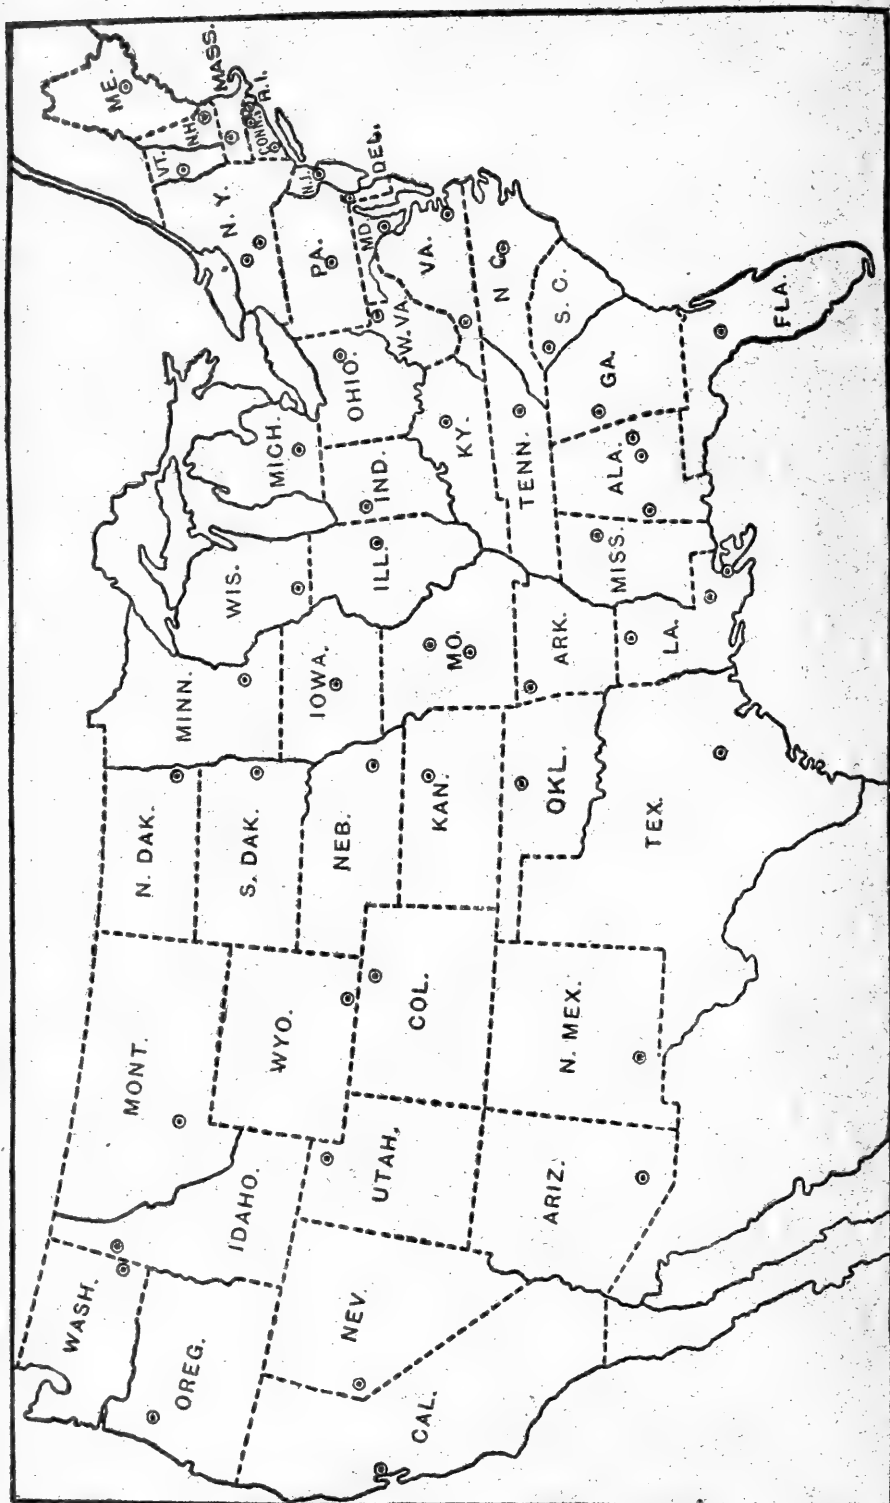 WASH.
OREG.
CAL.
NEV.
IDAHO.
MONT.
WYO.
UTAH.
COL.
ARIZ.
N. MEX.
N. DAK.
S. DAK.
NEB.
KAN.
OKL.
TEX.
MINN.
IOWA.
MO.
ARK.
LA.
WIS.
ILL.
MICH.
IND.
OHIO.
KY.
TENN.
MISS.
ALA.
GA.
FLA.
S. C.
N C.
VA.
W. VA.
MD.
DEL.
PA.
N.J.
N. Y.
CONN.
R.I.
MASS.
VT.
N.H.
ME.